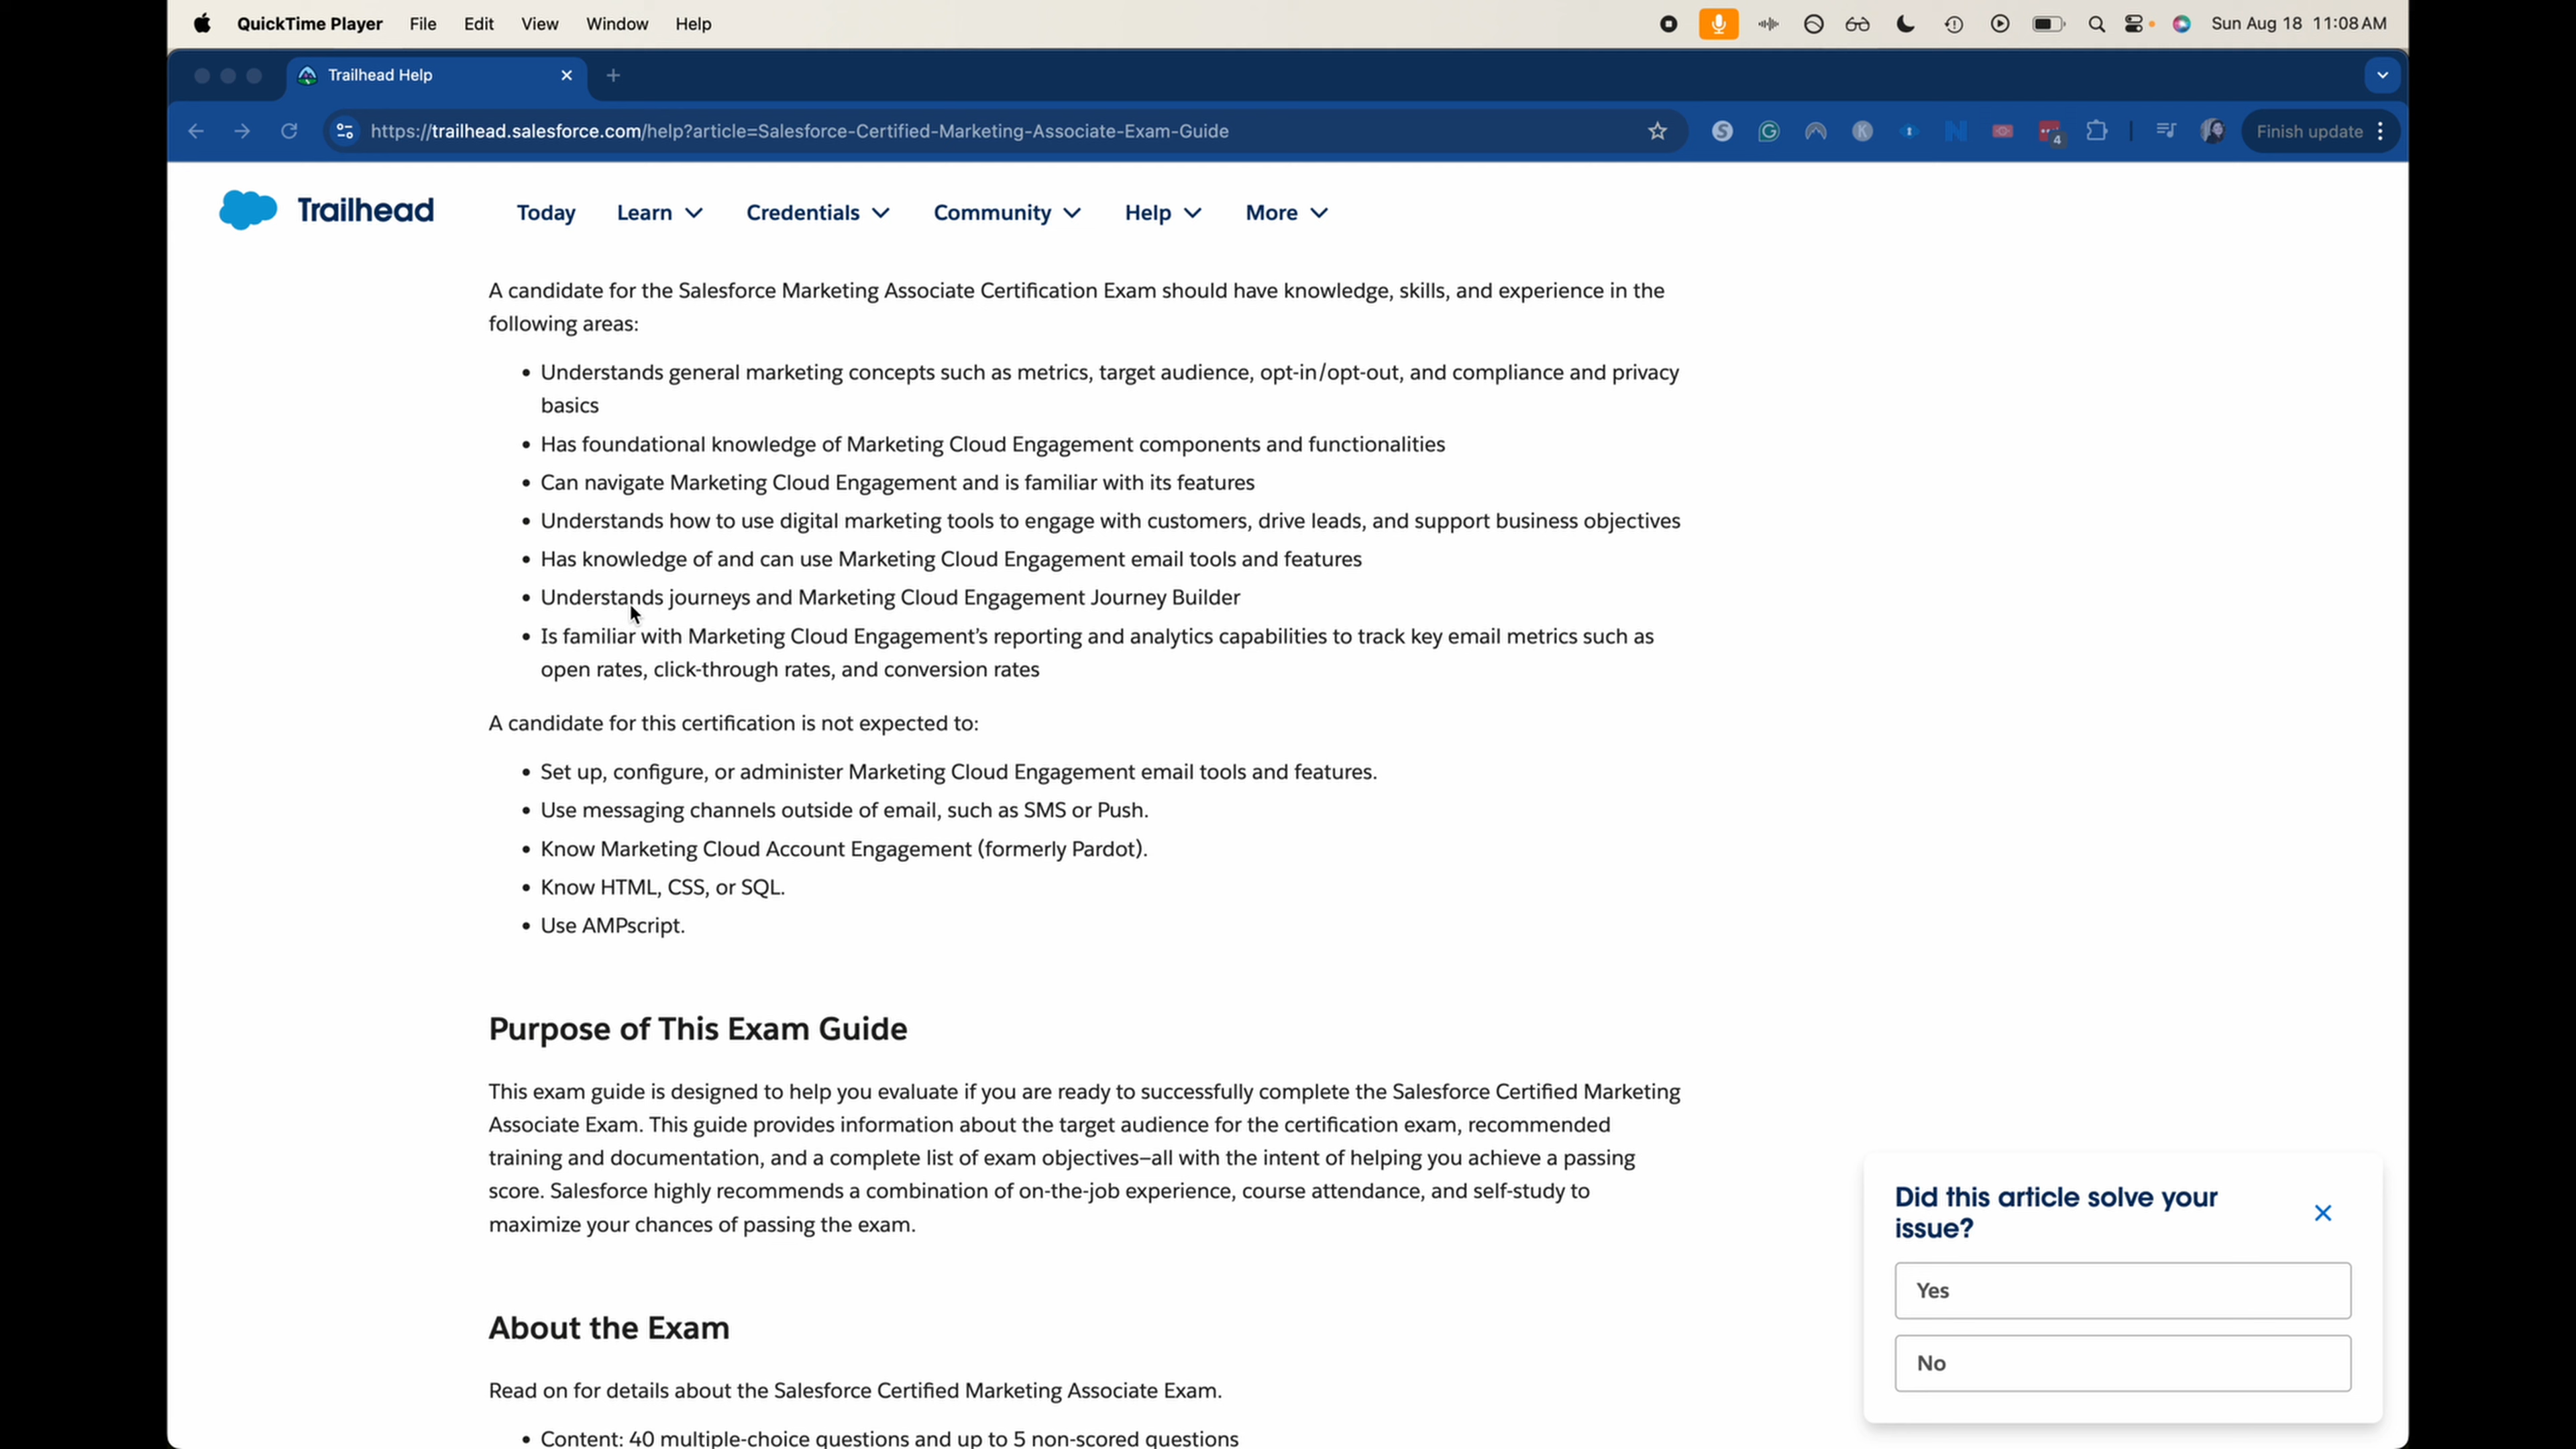 QuickTime Player File Edit View Window Help Sun Aug 18 11:08 AM
Trailhead Help
https://trailhead.salesforce.com/help?article=Salesforce-Certified-Marketing-Associate-Exam-Guide
S G K N 4 Finish update
Trailhead Today Learn Credentials Community Help More
A candidate for the Salesforce Marketing Associate Certification Exam should have knowledge, skills, and experience in the
following areas:
• Understands general marketing concepts such as metrics, target audience, opt-in/opt-out, and compliance and privacy
basics
• Has foundational knowledge of Marketing Cloud Engagement components and functionalities
• Can navigate Marketing Cloud Engagement and is familiar with its features
• Understands how to use digital marketing tools to engage with customers, drive leads, and support business objectives
• Has knowledge of and can use Marketing Cloud Engagement email tools and features
• Understands journeys and Marketing Cloud Engagement Journey Builder
• Is familiar with Marketing Cloud Engagement’s reporting and analytics capabilities to track key email metrics such as
open rates, click-through rates, and conversion rates
A candidate for this certification is not expected to:
• Set up, configure, or administer Marketing Cloud Engagement email tools and features.
• Use messaging channels outside of email, such as SMS or Push.
• Know Marketing Cloud Account Engagement (formerly Pardot).
• Know HTML, CSS, or SQL.
• Use AMPscript.
Purpose of This Exam Guide
This exam guide is designed to help you evaluate if you are ready to successfully complete the Salesforce Certified Marketing
Associate Exam. This guide provides information about the target audience for the certification exam, recommended
training and documentation, and a complete list of exam objectives—all with the intent of helping you achieve a passing
score. Salesforce highly recommends a combination of on-the-job experience, course attendance, and self-study to
maximize your chances of passing the exam.
About the Exam
Read on for details about the Salesforce Certified Marketing Associate Exam.
• Content: 40 multiple-choice questions and up to 5 non-scored questions
Did this article solve your
issue?
Yes
No